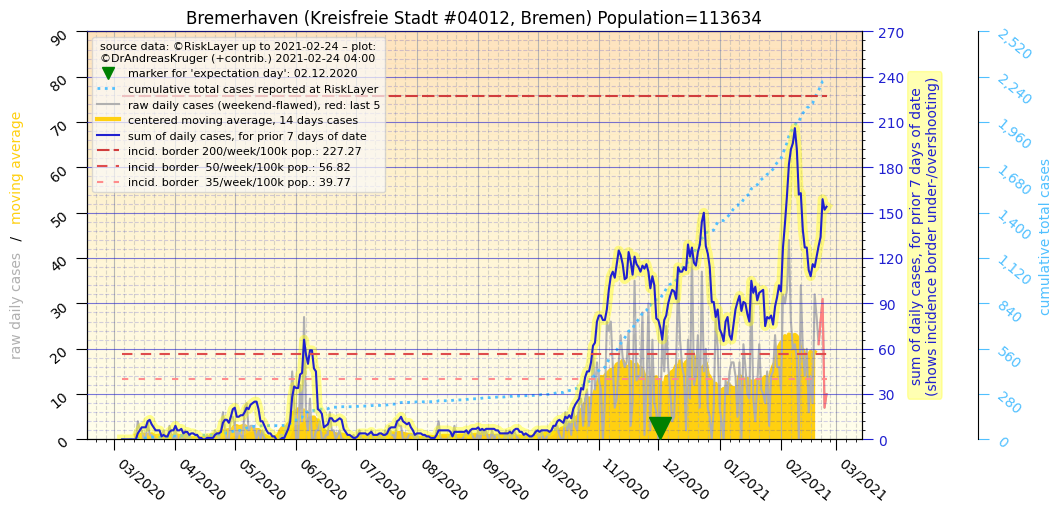 Bremerhaven (Kreisfreie Stadt #04012, Bremen) Population=113634
source data: ©RiskLayer up to 2021-02-24 – plot:
©DrAndreasKruger (+contrib.) 2021-02-24 04:00
marker for 'expectation day': 02.12.2020
cumulative total cases reported at RiskLayer
raw daily cases (weekend-flawed), red: last 5
centered moving average, 14 days cases
sum of daily cases, for prior 7 days of date
incid. border 200/week/100k pop.: 227.27
incid. border  50/week/100k pop.: 56.82
incid. border  35/week/100k pop.: 39.77
raw daily cases / moving average
90
80
70
60
50
40
30
20
10
0
03/2020
04/2020
05/2020
06/2020
07/2020
08/2020
09/2020
10/2020
11/2020
12/2020
01/2021
02/2021
03/2021
270
240
210
180
150
120
90
60
30
0
sum of daily cases, for prior 7 days of date
(shows incidence border under-/overshooting)
2,520
2,240
1,960
1,680
1,400
1,120
840
560
280
0
cumulative total cases